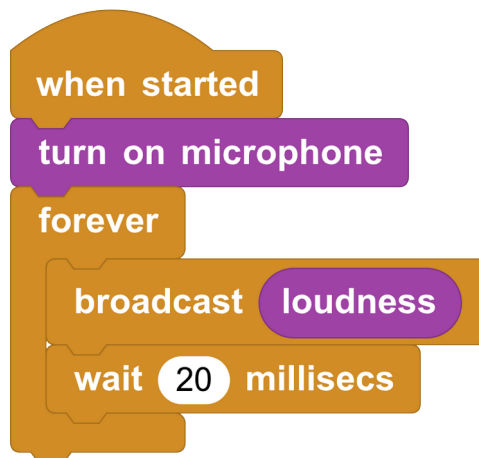 when started
turn on microphone
forever
broadcast loudness
wait 20 millisecs